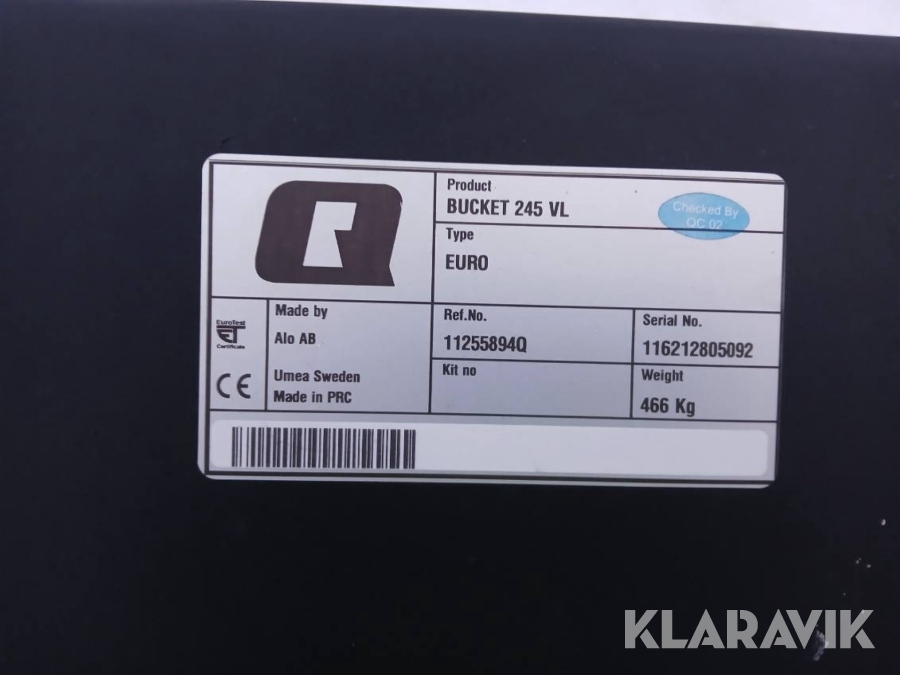 Product
BUCKET 245 VL
Checked By
QC 02
Type
EURO
EuroTest
ET
Certificate
CE
Made by
Alo AB
Umea Sweden
Made in PRC
Ref.No.
11255894Q
Serial No.
116212805092
Kit no
Weight
466 Kg
KLARAVIK